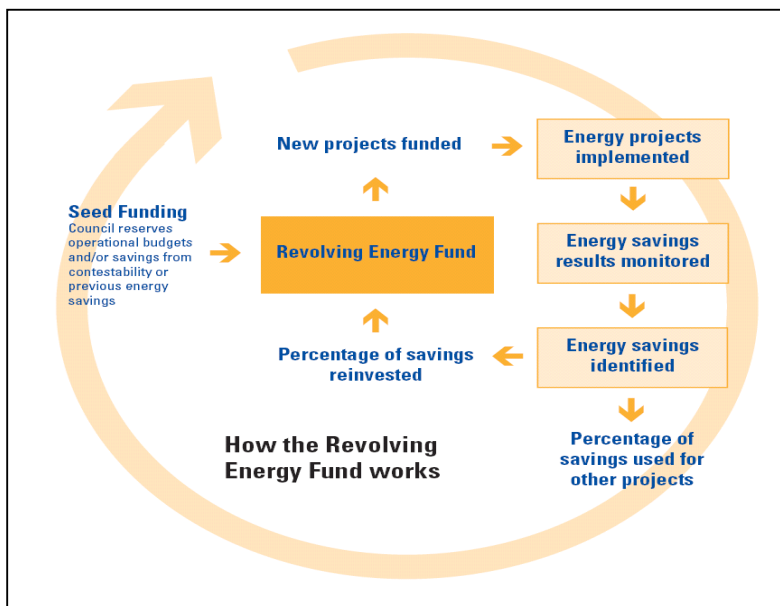 New projects funded
Energy projects
implemented
Seed Funding
Council reserves
operational budgets
and/or savings from
contestability or
previous energy
savings
Revolving Energy Fund
Energy savings
results monitored
Percentage of savings
reinvested
Energy savings
identified
How the Revolving
Energy Fund works
Percentage of
savings used for
other projects